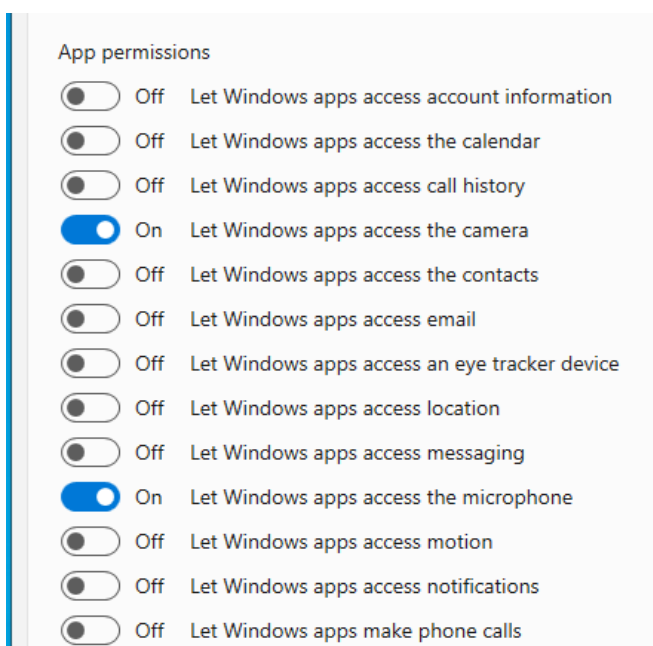 App permissions
Off Let Windows apps access account information
Off Let Windows apps access the calendar
Off Let Windows apps access call history
On Let Windows apps access the camera
Off Let Windows apps access the contacts
Off Let Windows apps access email
Off Let Windows apps access an eye tracker device
Off Let Windows apps access location
Off Let Windows apps access messaging
On Let Windows apps access the microphone
Off Let Windows apps access motion
Off Let Windows apps access notifications
Off Let Windows apps make phone calls